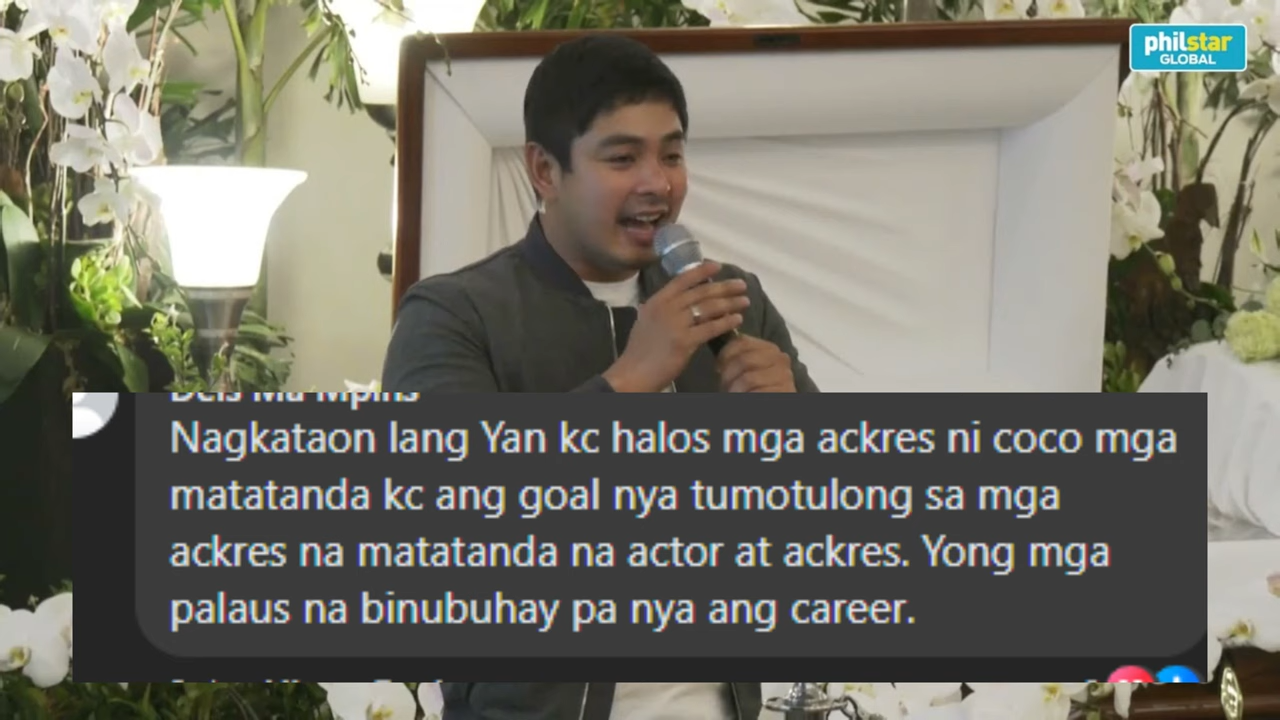 philstar
GLOBAL
Nagkataon lang Yan kc halos mga ackres ni coco mga
matatanda kc ang goal nya tumotulong sa mga
ackres na matatanda na actor at ackres. Yong mga
palaus na binubuhay pa nya ang career.